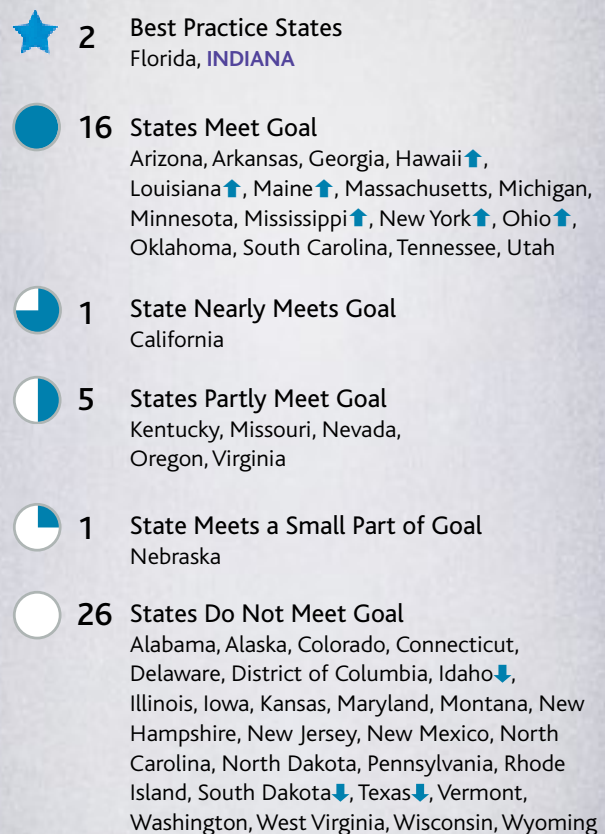 2 Best Practice States
Florida, INDIANA
16 States Meet Goal
Arizona, Arkansas, Georgia, Hawaii⬆,
Louisiana⬆, Maine⬆, Massachusetts, Michigan,
Minnesota, Mississippi⬆, New York⬆, Ohio⬆,
Oklahoma, South Carolina, Tennessee, Utah
1 State Nearly Meets Goal
California
5 States Partly Meet Goal
Kentucky, Missouri, Nevada,
Oregon, Virginia
1 State Meets a Small Part of Goal
Nebraska
26 States Do Not Meet Goal
Alabama, Alaska, Colorado, Connecticut,
Delaware, District of Columbia, Idaho⬇,
Illinois, Iowa, Kansas, Maryland, Montana, New
Hampshire, New Jersey, New Mexico, North
Carolina, North Dakota, Pennsylvania, Rhode
Island, South Dakota⬇, Texas⬇, Vermont,
Washington, West Virginia, Wisconsin, Wyoming